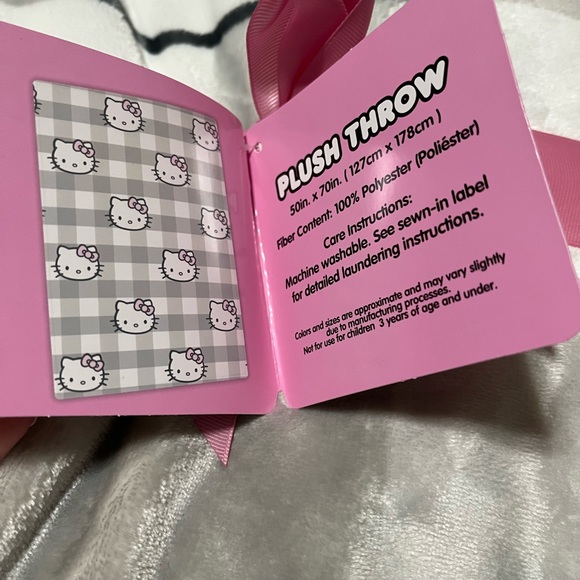 PLUSH THROW
50in. x 70in. ( 127cm x 178cm )
Fiber Content: 100% Polyester (Poliéster)
Care Instructions:
Machine washable. See sewn-in label
for detailed laundering instructions.
Colors and sizes are approximate and may vary slightly
due to manufacturing processes.
Not for use for children 3 years of age and under.